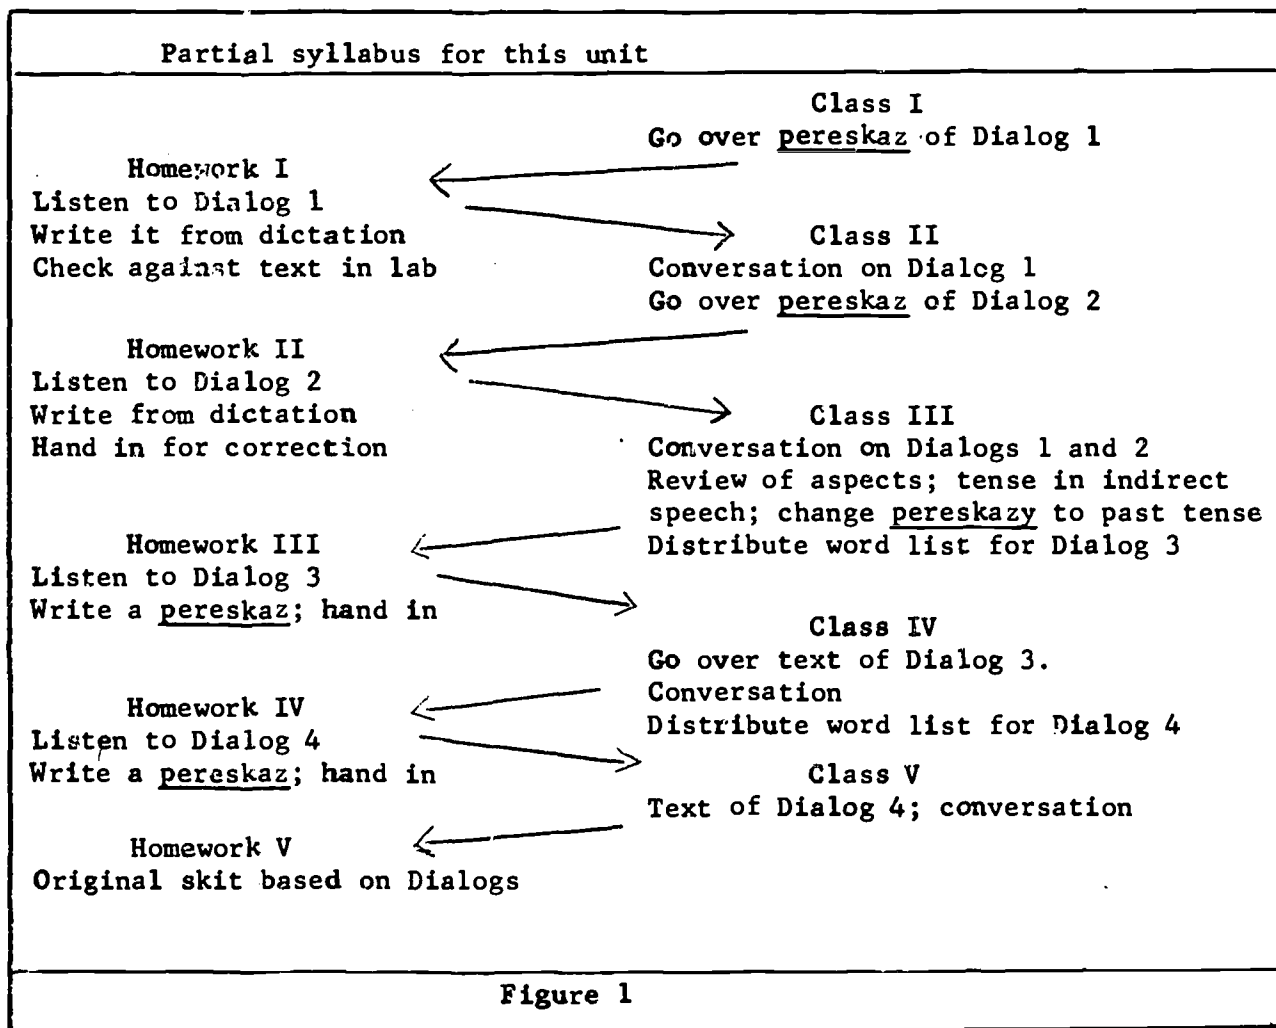 Partial syllabus for this unit
Class I
Go over pereskaz of Dialog 1
Homework I
Listen to Dialog 1
Write it from dictation
Check against text in lab
Class II
Conversation on Dialog 1
Go over pereskaz of Dialog 2
Homework II
Listen to Dialog 2
Write from dictation
Hand in for correction
Class III
Conversation on Dialogs 1 and 2
Review of aspects; tense in indirect
speech; change pereskazy to past tense
Distribute word list for Dialog 3
Homework III
Listen to Dialog 3
Write a pereskaz; hand in
Class IV
Go over text of Dialog 3.
Conversation
Distribute word list for Dialog 4
Homework IV
Listen to Dialog 4
Write a pereskaz; hand in
Class V
Text of Dialog 4; conversation
Homework V
Original skit based on Dialogs
Figure 1